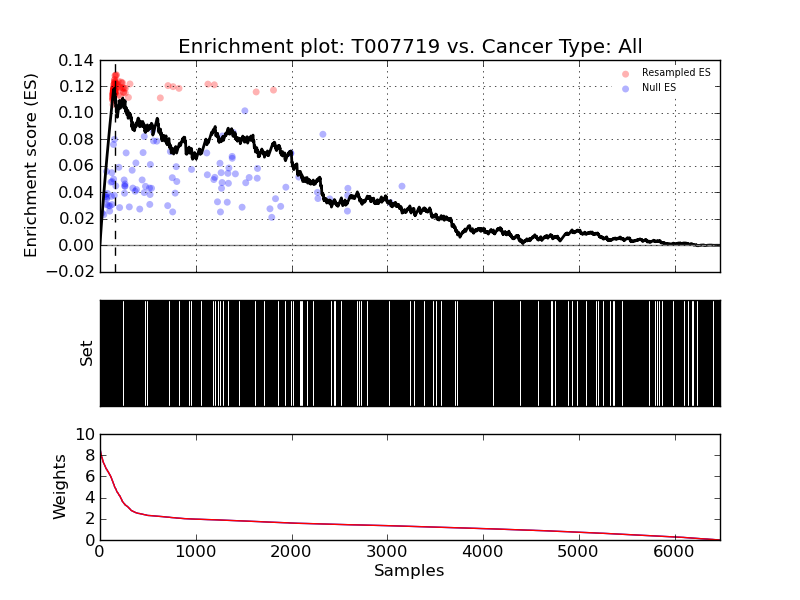 Enrichment plot: T007719 vs. Cancer Type: All
Enrichment score (ES)
0.14
0.12
0.10
0.08
0.06
0.04
0.02
0.00
−0.02
Resampled ES
Null ES
Set
Weights
10
8
6
4
2
0
0 1000 2000 3000 4000 5000 6000
Samples